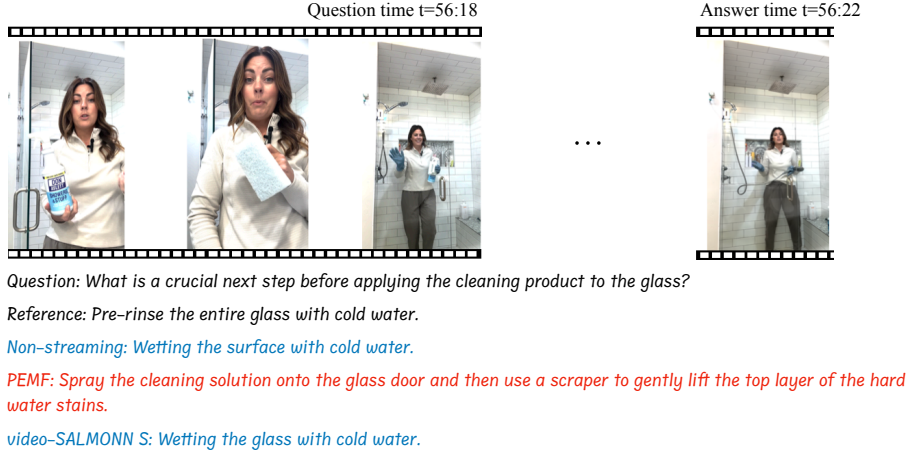 Question time t=56:18
Answer time t=56:22
...
Question: What is a crucial next step before applying the cleaning product to the glass?
Reference: Pre-rinse the entire glass with cold water.
Non-streaming: Wetting the surface with cold water.
PEMF: Spray the cleaning solution onto the glass door and then use a scraper to gently lift the top layer of the hard
water stains.
video-SALMONN S: Wetting the glass with cold water.